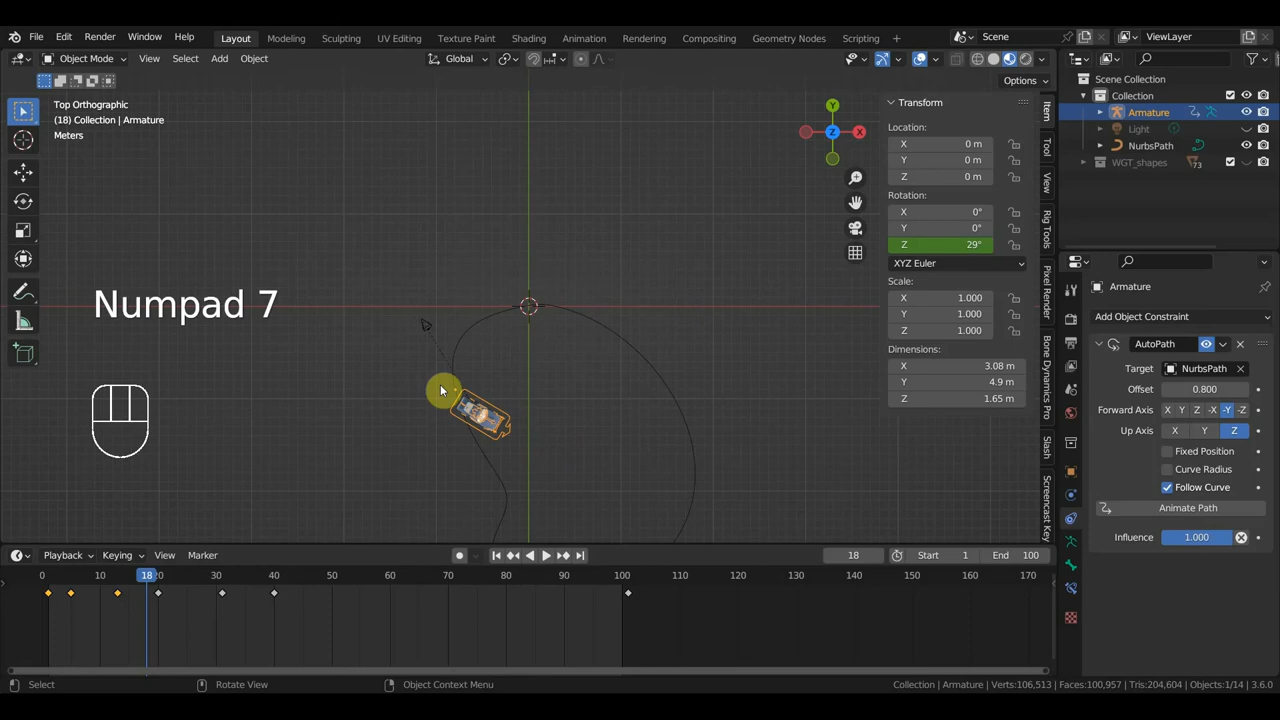 File Edit Render Window Help Layout Modeling Sculpting UV Editing Texture Paint Shading Animation Rendering Compositing Geometry Nodes Scripting + Scene ViewLayer
Object Mode View Select Add Object Global
Options
Top Orthographic
(18) Collection | Armature
Meters
Numpad 7
Y
Z
X
Transform
Location:
X 0 m
Y 0 m
Z 0 m
Rotation:
X 0°
Y 0°
Z 29°
XYZ Euler
Scale:
X 1.000
Y 1.000
Z 1.000
Dimensions:
X 3.08 m
Y 4.9 m
Z 1.65 m
Item
Tool
View
Rig Tools
Pixel Render
Bone Dynamics Pro
Slash
Screencast Key
Scene Collection
Collection
Armature
Light
NurbsPath
WGT_shapes 73
Armature
Add Object Constraint
AutoPath
Target NurbsPath
Offset 0.800
Forward Axis X Y Z -X -Y -Z
Up Axis X Y Z
Fixed Position
Curve Radius
Follow Curve
Animate Path
Influence 1.000
Playback Keying View Marker 18 Start 1 End 100
0 10 18 20 30 40 50 60 70 80 90 100 110 120 130 140 150 160 170
Select Rotate View Object Context Menu Collection | Armature | Verts:106,513 | Faces:100,957 | Tris:204,604 | Objects:1/14 | 3.6.0